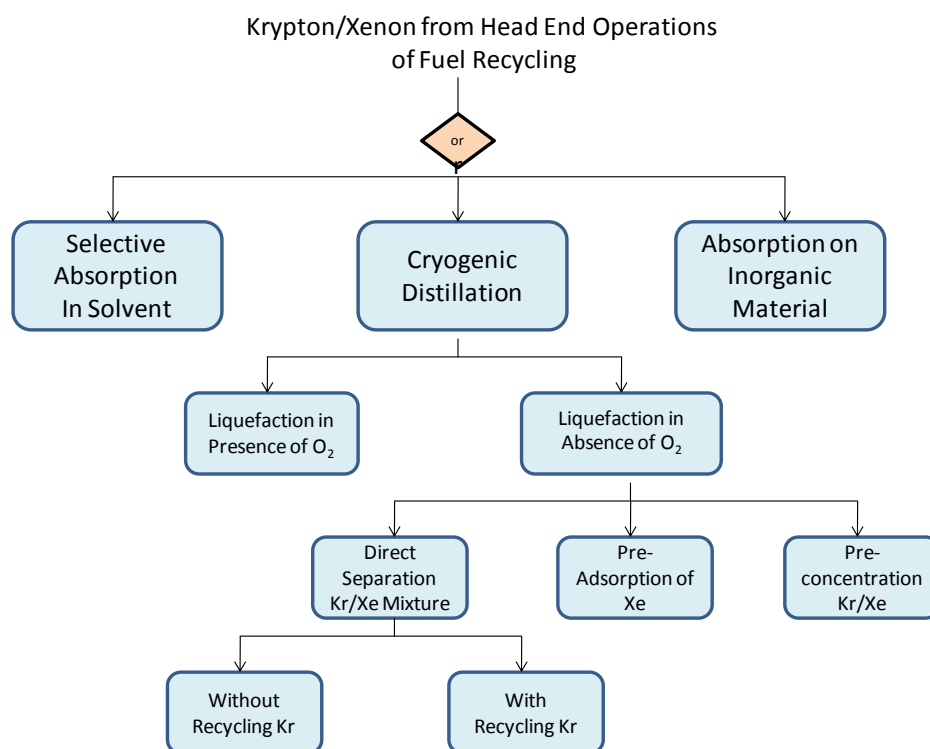 Krypton/Xenon from Head End Operations
of Fuel Recycling
or
Selective
Absorption
In Solvent
Cryogenic
Distillation
Absorption on
Inorganic
Material
Liquefaction in
Presence of O₂
Liquefaction in
Absence of O₂
Direct
Separation
Kr/Xe Mixture
Pre-
Adsorption of
Xe
Pre-
concentration
Kr/Xe
Without
Recycling Kr
With
Recycling Kr